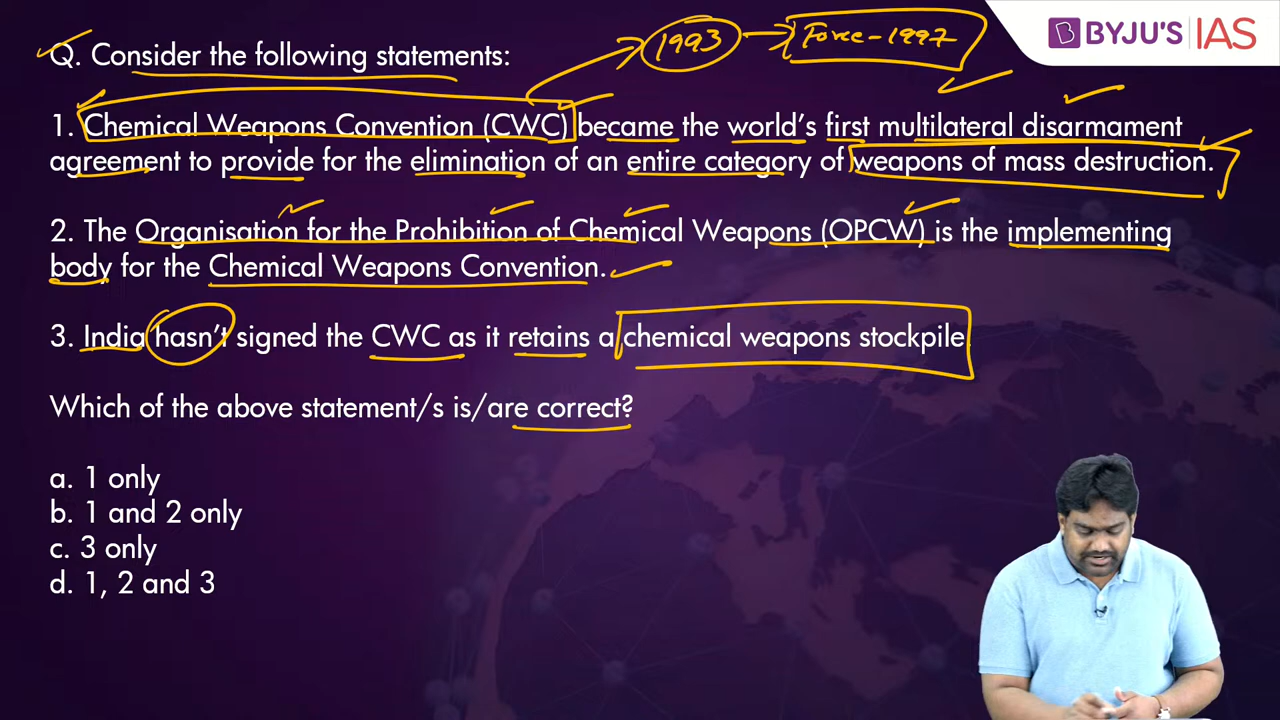 1993 → Force - 1997
BYJU'S IAS
Q. Consider the following statements:
1. Chemical Weapons Convention (CWC) became the world's first multilateral disarmament
agreement to provide for the elimination of an entire category of weapons of mass destruction.
2. The Organisation for the Prohibition of Chemical Weapons (OPCW) is the implementing
body for the Chemical Weapons Convention.
3. India hasn't signed the CWC as it retains a chemical weapons stockpile
Which of the above statement/s is/are correct?
a. 1 only
b. 1 and 2 only
c. 3 only
d. 1, 2 and 3